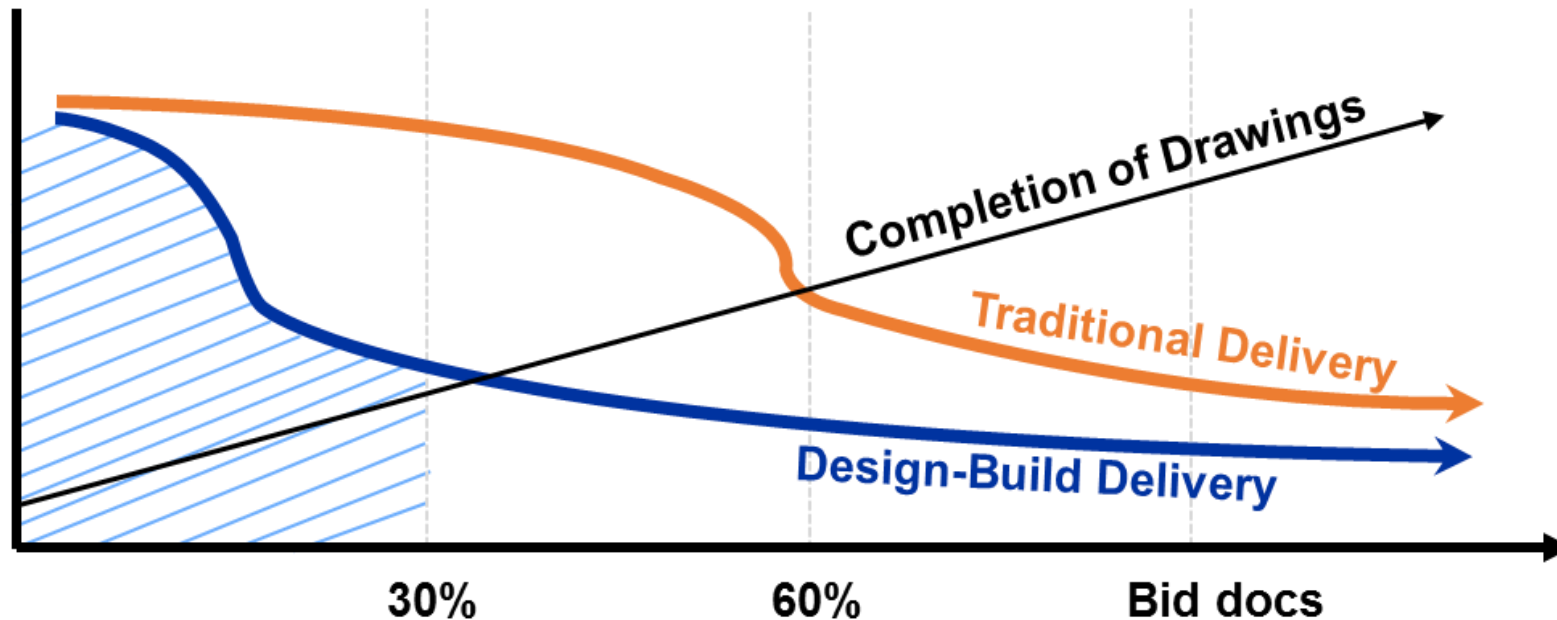 Completion of Drawings
Traditional Delivery
Design-Build Delivery
30%
60%
Bid docs